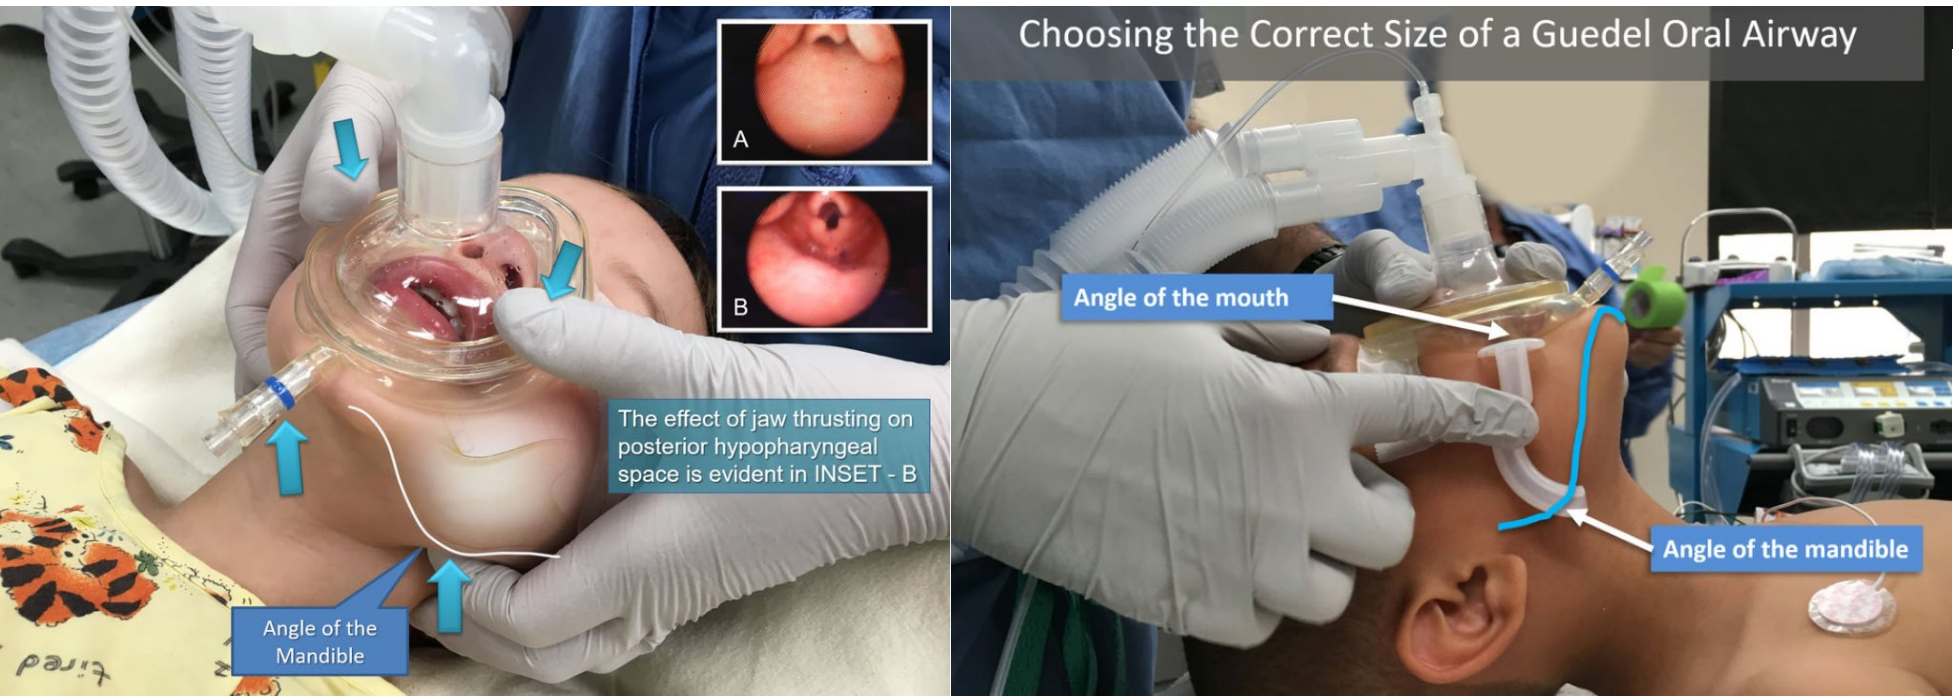 A
B
The effect of jaw thrusting on
posterior hypopharyngeal
space is evident in INSET - B
Angle of the
Mandible
tired
Choosing the Correct Size of a Guedel Oral Airway
Angle of the mouth
Angle of the mandible